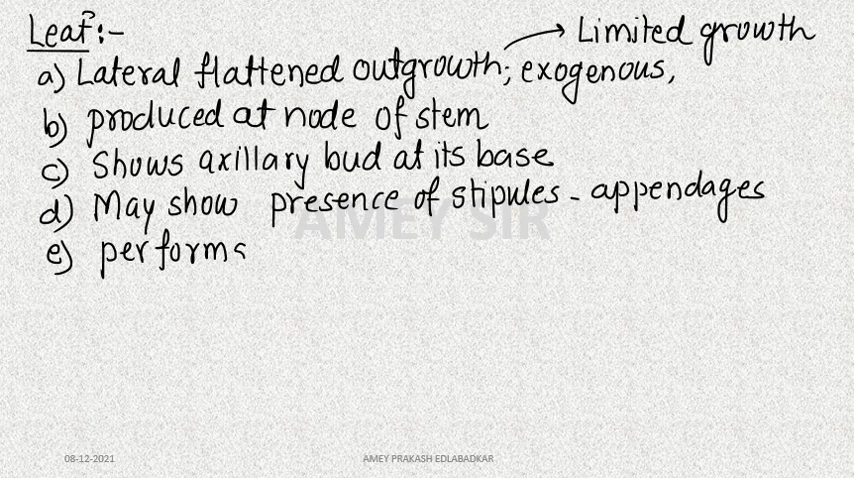 Leaf :-
→ Limited growth
a) Lateral flattened outgrowth; exogenous,
b) produced at node of stem
c) Shows axillary bud at its base
d) May show presence of stipules - appendages
AMEY SIR
e) performs
08-12-2021
AMEY PRAKASH EDLABADKAR